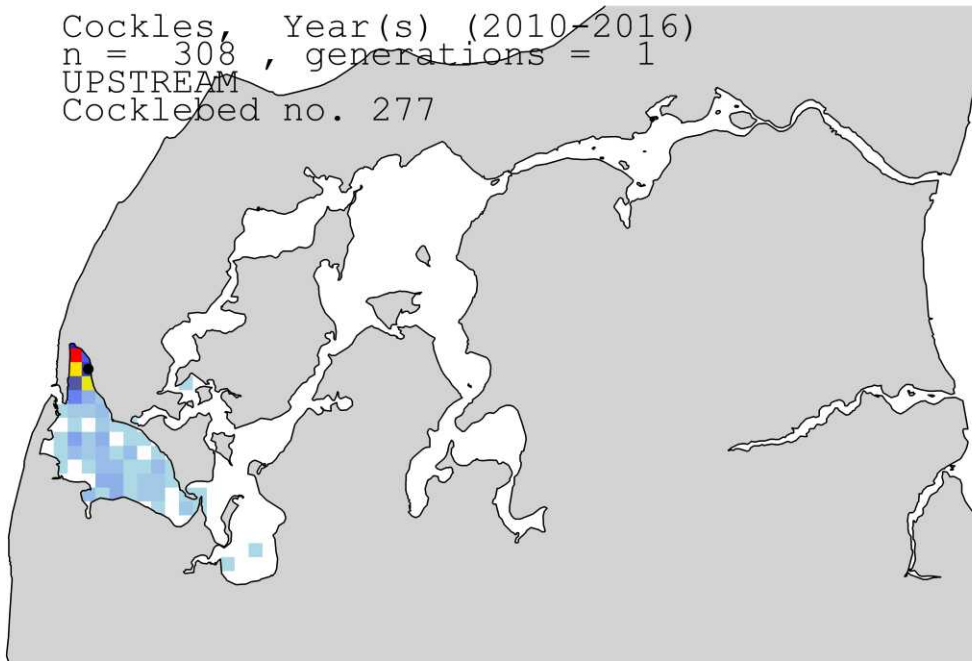 Cockles, Year(s) (2010-2016)
n = 308 , generations = 1
UPSTREAM
Cocklebed no. 277